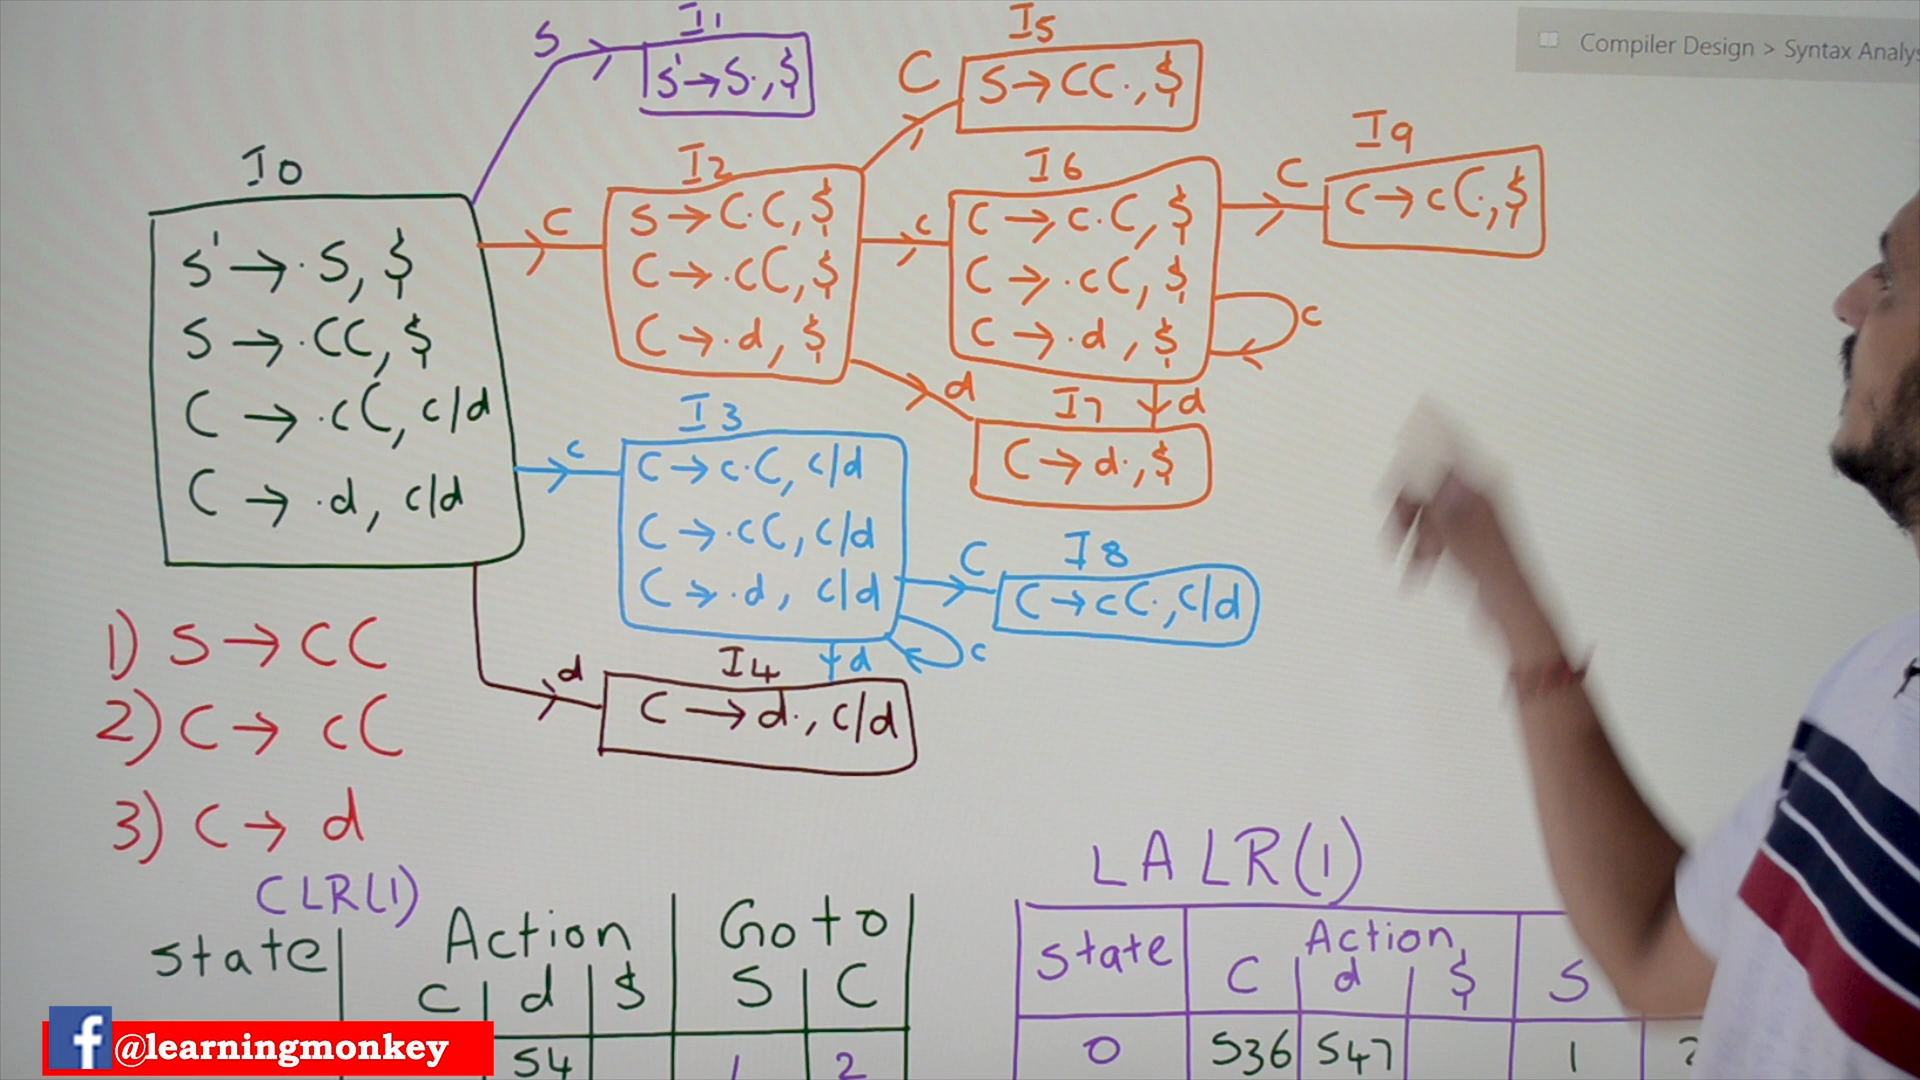 Compiler Design > Syntax Analys
I0
S' → ·S, $
S → ·CC, $
C → ·cC, c/d
C → ·d, c/d
S
I1
S' → S·, $
C
I2
S → C·C, $
C → ·cC, $
C → ·d, $
C
I5
S → CC·, $
c
I6
C → c·C, $
C → ·cC, $
C → ·d, $
C
I9
C → cC·, $
c
d
d
I7
C → d·, $
c
I3
C → c·C, c/d
C → ·cC, c/d
C → ·d, c/d
C
I8
C → cC·, c/d
c
d
d
I4
C → d·, c/d
1) S → CC
2) C → cC
3) C → d
CLR(1)
state Action Goto
c d $ S C
S4 1 2
LALR(1)
state Action
C d $ S
0 S36 S47 1
@learningmonkey